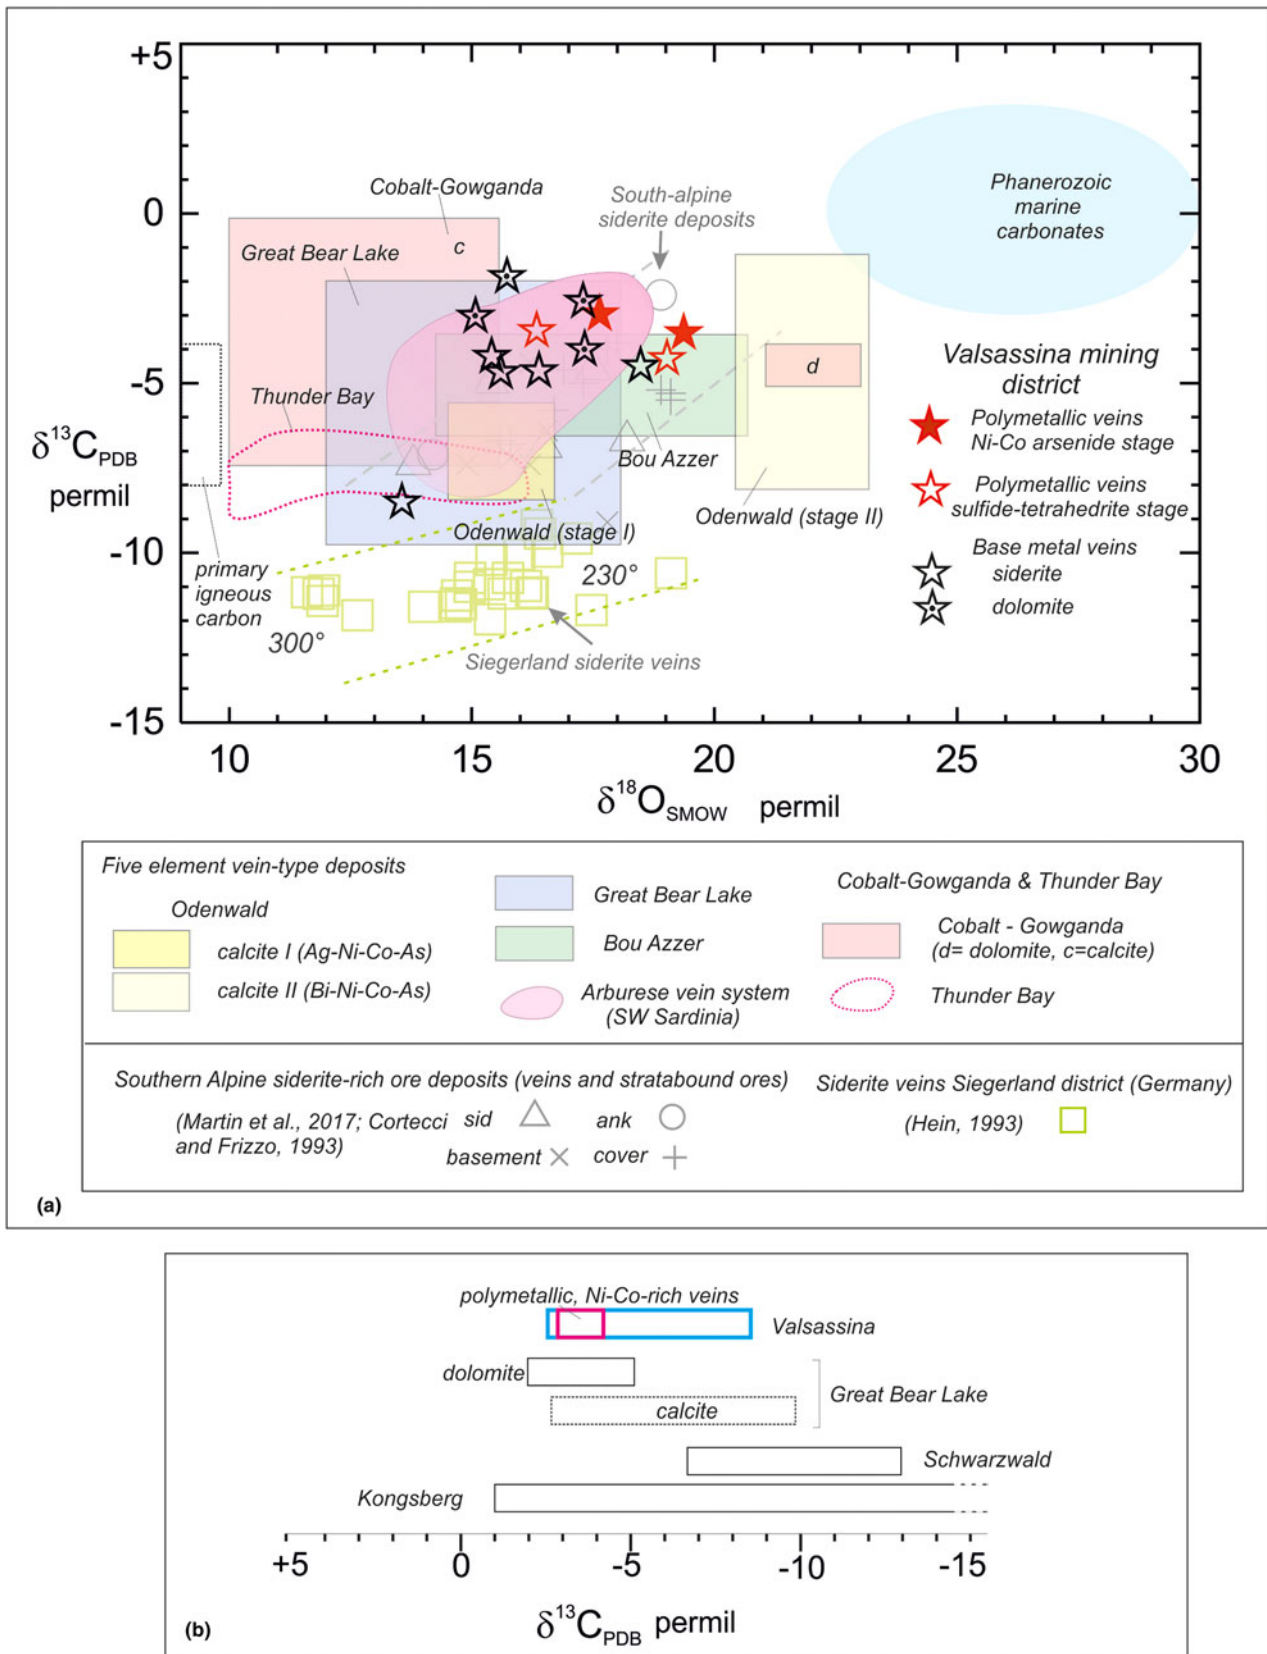 +5
0
-5
-10
-15
δ13CPDB
permil
10
15
20
25
30
δ18OSMOW permil
Cobalt-Gowganda
c
Great Bear Lake
South-alpine
siderite deposits
Phanerozoic
marine
carbonates
Thunder Bay
d
Bou Azzer
Odenwald (stage II)
Odenwald (stage I)
primary
igneous
carbon
300°
230°
Siegerland siderite veins
Valsassina mining
district
Polymetallic veins
Ni-Co arsenide stage
Polymetallic veins
sulfide-tetrahedrite stage
Base metal veins
siderite
dolomite
Five element vein-type deposits
Odenwald
calcite I (Ag-Ni-Co-As)
calcite II (Bi-Ni-Co-As)
Great Bear Lake
Bou Azzer
Arburese vein system
(SW Sardinia)
Cobalt-Gowganda & Thunder Bay
Cobalt - Gowganda
(d= dolomite, c=calcite)
Thunder Bay
Southern Alpine siderite-rich ore deposits (veins and stratabound ores)
(Martin et al., 2017; Cortecci
and Frizzo, 1993)
sid
ank
basement
cover
Siderite veins Siegerland district (Germany)
(Hein, 1993)
(a)
polymetallic, Ni-Co-rich veins
Valsassina
dolomite
calcite
Great Bear Lake
Schwarzwald
Kongsberg
+5
0
-5
-10
-15
δ13CPDB permil
(b)